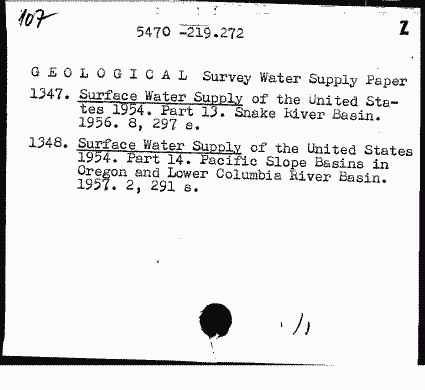 107
5470 -219.272
Z
G E O L O G I C A L Survey Water Supply Paper
1347. Surface Water Supply of the United Sta-
tes 1954. Part 13. Snake River Basin.
1956. 8, 297 s.
1348. Surface Water Supply of the United States
1954. Part 14. Pacific Slope Basins in
Oregon and Lower Columbia River Basin.
1957. 2, 291 s.